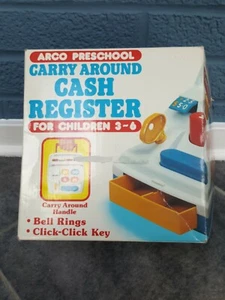 ARCO PRESCHOOL
CARRY AROUND
CASH
REGISTER
FOR CHILDREN 3-6
Carry Around
Handle
• Bell Rings
• Click-Click Key